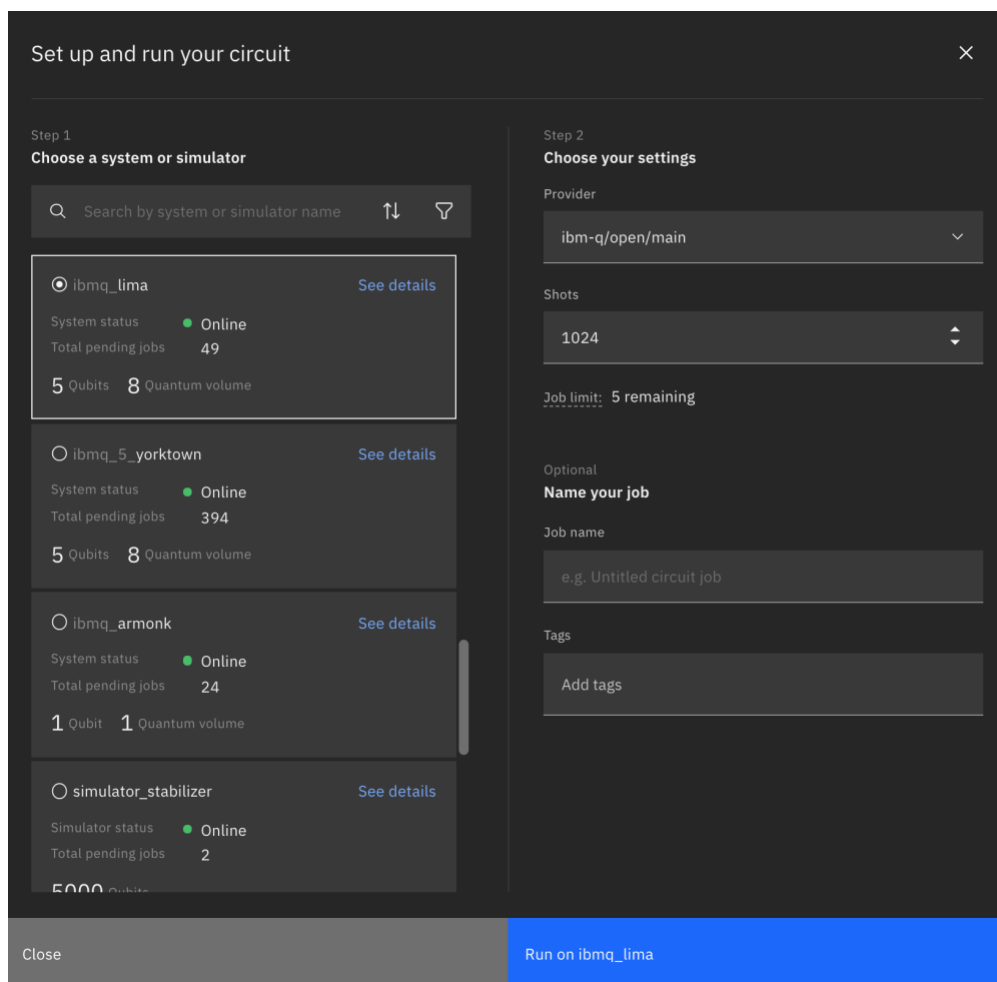 Set up and run your circuit
Step 1
Choose a system or simulator
Search by system or simulator name
ibmq_lima See details
System status Online
Total pending jobs 49
5 Qubits 8 Quantum volume
ibmq_5_yorktown See details
System status Online
Total pending jobs 394
5 Qubits 8 Quantum volume
ibmq_armonk See details
System status Online
Total pending jobs 24
1 Qubit 1 Quantum volume
simulator_stabilizer See details
Simulator status Online
Total pending jobs 2
5000 Qubits
Step 2
Choose your settings
Provider
ibm-q/open/main
Shots
1024
Job limit: 5 remaining
Optional
Name your job
Job name
e.g. Untitled circuit job
Tags
Add tags
Close
Run on ibmq_lima